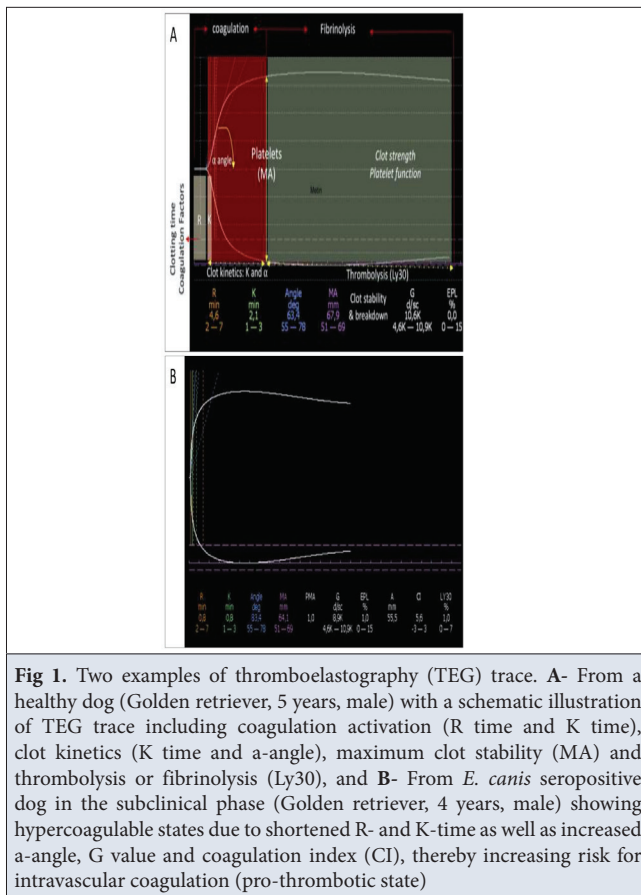 A
coagulation
Fibrinolysis
α angle
Platelets
(MA)
Clot strength
Platelet function
R
K
Clotting time
Coagulation Factors
Clot kinetics: K and α
Thrombolysis (Ly30)
R K Angle MA Clot stability G EPL
min min deg mm & breakdown d/sc %
4,6 2,1 63,4 67,9 10,6K 0,0
2 — 7 1 — 3 55 — 78 51 — 69 4,6K — 10,9K 0 — 15
B
R K Angle MA PMA G EPL A CI LY30
min min deg mm d/sc % mm %
0,8 0,8 83,4 64,1 1,0 8,9K 1,0 55,5 5,6 1,0
2 — 7 1 — 3 55 — 78 51 — 69 4,6K — 10,9K 0 — 15 -3 — 3 0 — 7
Fig 1. Two examples of thromboelastography (TEG) trace. A- From a
healthy dog (Golden retriever, 5 years, male) with a schematic illustration
of TEG trace including coagulation activation (R time and K time),
clot kinetics (K time and a-angle), maximum clot stability (MA) and
thrombolysis or fibrinolysis (Ly30), and B- From E. canis seropositive
dog in the subclinical phase (Golden retriever, 4 years, male) showing
hypercoagulable states due to shortened R- and K-time as well as increased
a-angle, G value and coagulation index (CI), thereby increasing risk for
intravascular coagulation (pro-thrombotic state)